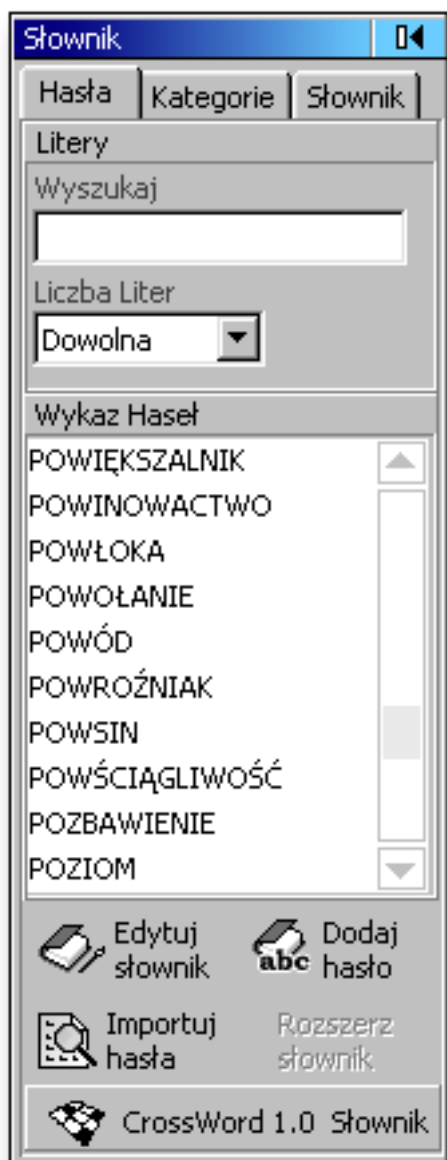 Słownik
Hasła Kategorie Słownik
Litery
Wyszukaj
Liczba Liter
Dowolna
Wykaz Haseł
POWIĘKSZALNIK
POWINOWACTWO
POWŁOKA
POWOŁANIE
POWÓD
POWROŹNIAK
POWSIN
POWŚCIĄGLIWOŚĆ
POZBAWIENIE
POZIOM
Edytuj
słownik
abc
Dodaj
hasło
Importuj
hasła
Rozszerz
słownik
CrossWord 1.0 Słownik